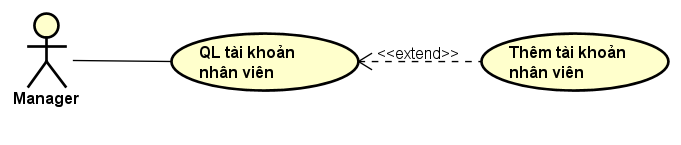 QL tài khoản
nhân viên
<<extend>>
Thêm tài khoản
nhân viên
Manager